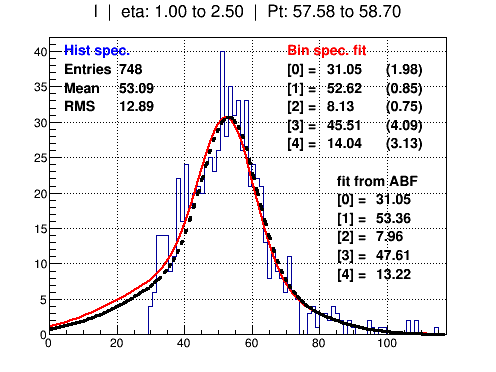 I | eta: 1.00 to 2.50 | Pt: 57.58 to 58.70
Hist spec.
Entries 748
Mean 53.09
RMS 12.89
Bin spec. fit
[0] = 31.05 (1.98)
[1] = 52.62 (0.85)
[2] = 8.13 (0.75)
[3] = 45.51 (4.09)
[4] = 14.04 (3.13)
fit from ABF
[0] = 31.05
[1] = 53.36
[2] = 7.96
[3] = 47.61
[4] = 13.22
40
35
30
25
20
15
10
5
0
0 20 40 60 80 100